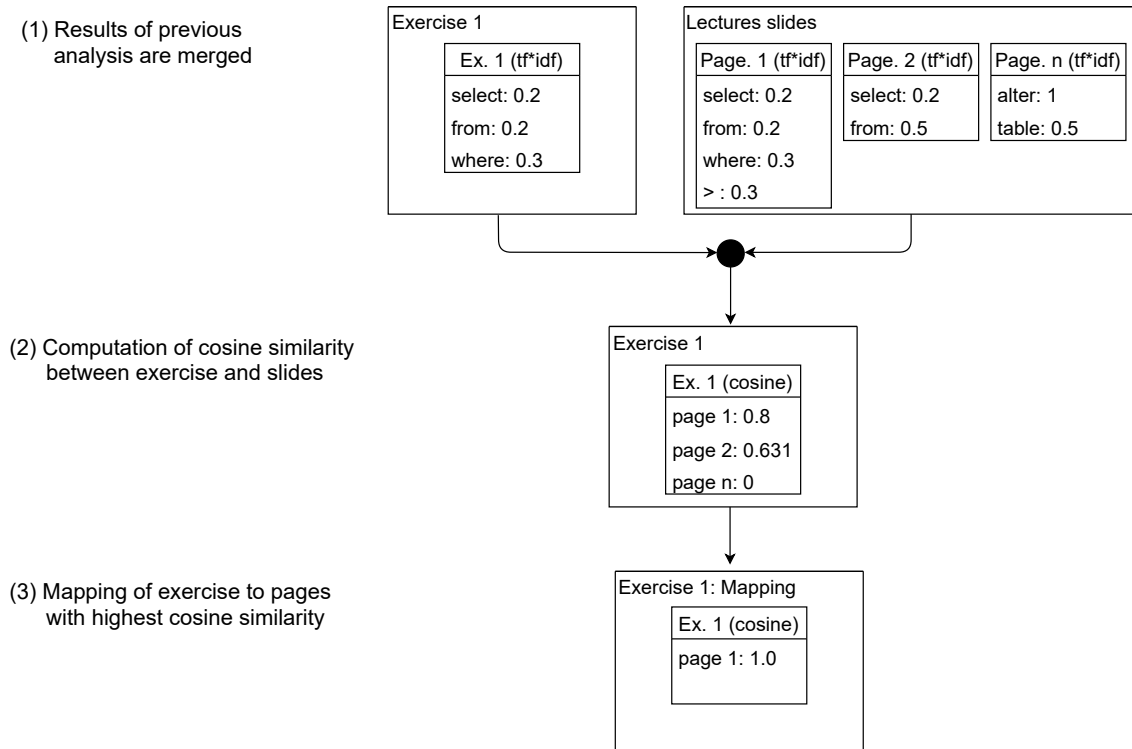 (1) Results of previous
analysis are merged
Exercise 1
Ex. 1 (tf*idf)
select: 0.2
from: 0.2
where: 0.3
Lectures slides
Page. 1 (tf*idf)
select: 0.2
from: 0.2
where: 0.3
> : 0.3
Page. 2 (tf*idf)
select: 0.2
from: 0.5
Page. n (tf*idf)
alter: 1
table: 0.5
(2) Computation of cosine similarity
between exercise and slides
Exercise 1
Ex. 1 (cosine)
page 1: 0.8
page 2: 0.631
page n: 0
(3) Mapping of exercise to pages
with highest cosine similarity
Exercise 1: Mapping
Ex. 1 (cosine)
page 1: 1.0